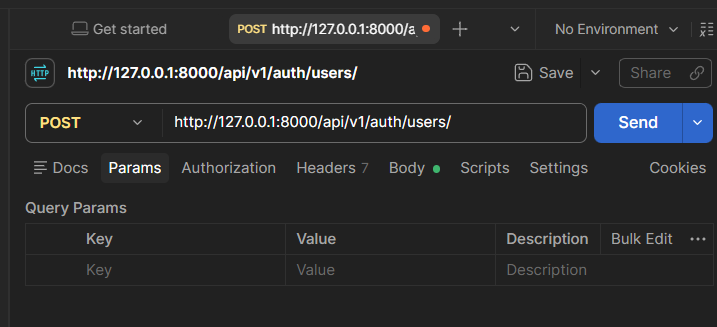 Get started POST http://127.0.0.1:8000/a No Environment
HTTP http://127.0.0.1:8000/api/v1/auth/users/ Save Share
POST http://127.0.0.1:8000/api/v1/auth/users/ Send
Docs Params Authorization Headers 7 Body Scripts Settings Cookies
Query Params
Key Value Description Bulk Edit
Key Value Description